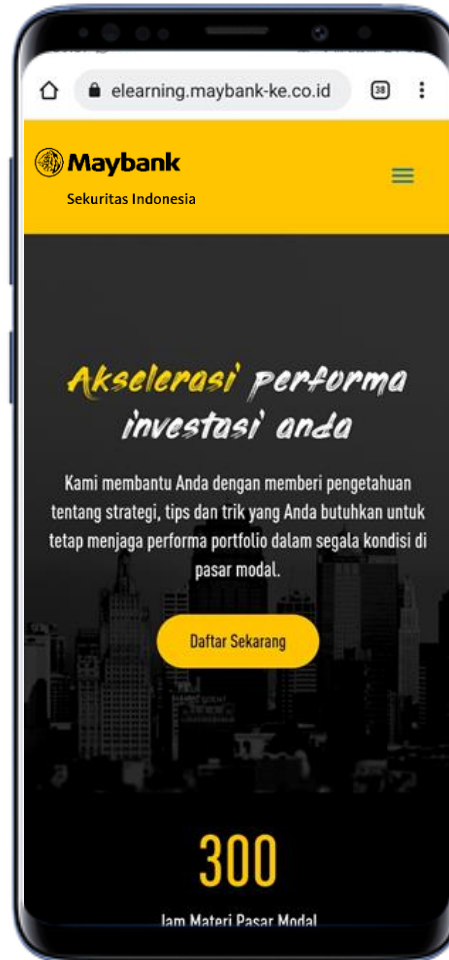 elearning.maybank-ke.co.id
38
Maybank
Sekuritas Indonesia
Akselerasi performa
investasi anda
Kami membantu Anda dengan memberi pengetahuan
tentang strategi, tips dan trik yang Anda butuhkan untuk
tetap menjaga performa portfolio dalam segala kondisi di
pasar modal.
Daftar Sekarang
300
Jam Materi Pasar Modal